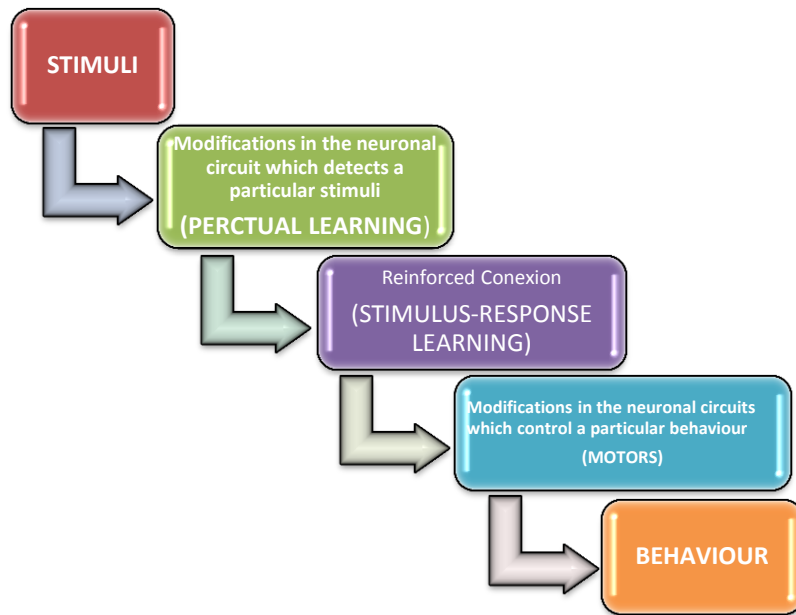 STIMULI
Modifications in the neuronal
circuit which detects a
particular stimuli
(PERCTUAL LEARNING)
Reinforced Conexion
(STIMULUS-RESPONSE
LEARNING)
Modifications in the neuronal circuits
which control a particular behaviour
(MOTORS)
BEHAVIOUR